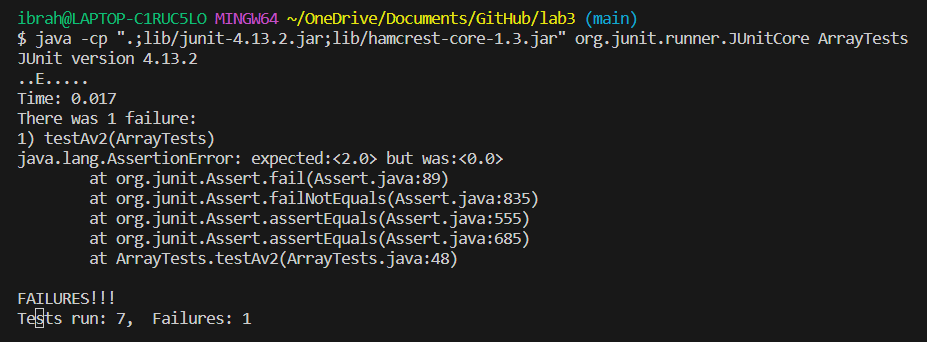 ibrah@LAPTOP-C1RUC5LO MINGW64 ~/OneDrive/Documents/GitHub/lab3 (main)
$ java -cp ".;lib/junit-4.13.2.jar;lib/hamcrest-core-1.3.jar" org.junit.runner.JUnitCore ArrayTests
JUnit version 4.13.2
..E.....
Time: 0.017
There was 1 failure:
1) testAv2(ArrayTests)
java.lang.AssertionError: expected:<2.0> but was:<0.0>
        at org.junit.Assert.fail(Assert.java:89)
        at org.junit.Assert.failNotEquals(Assert.java:835)
        at org.junit.Assert.assertEquals(Assert.java:555)
        at org.junit.Assert.assertEquals(Assert.java:685)
        at ArrayTests.testAv2(ArrayTests.java:48)

FAILURES!!!
Tests run: 7,  Failures: 1